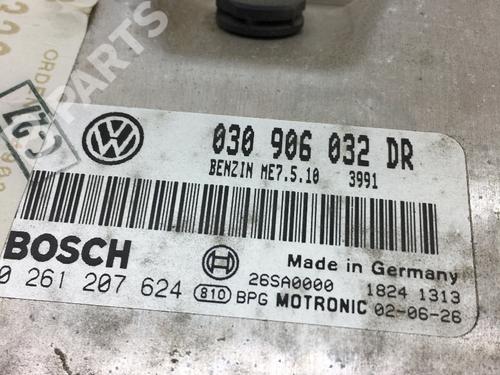 030 906 032 DR
BENZIN ME7.5.10 3991
BOSCH
Made in Germany
0 261 207 624
26SA0000 1824 1313
810 BPG MOTRONIC 02-06-26
C27
PARTS